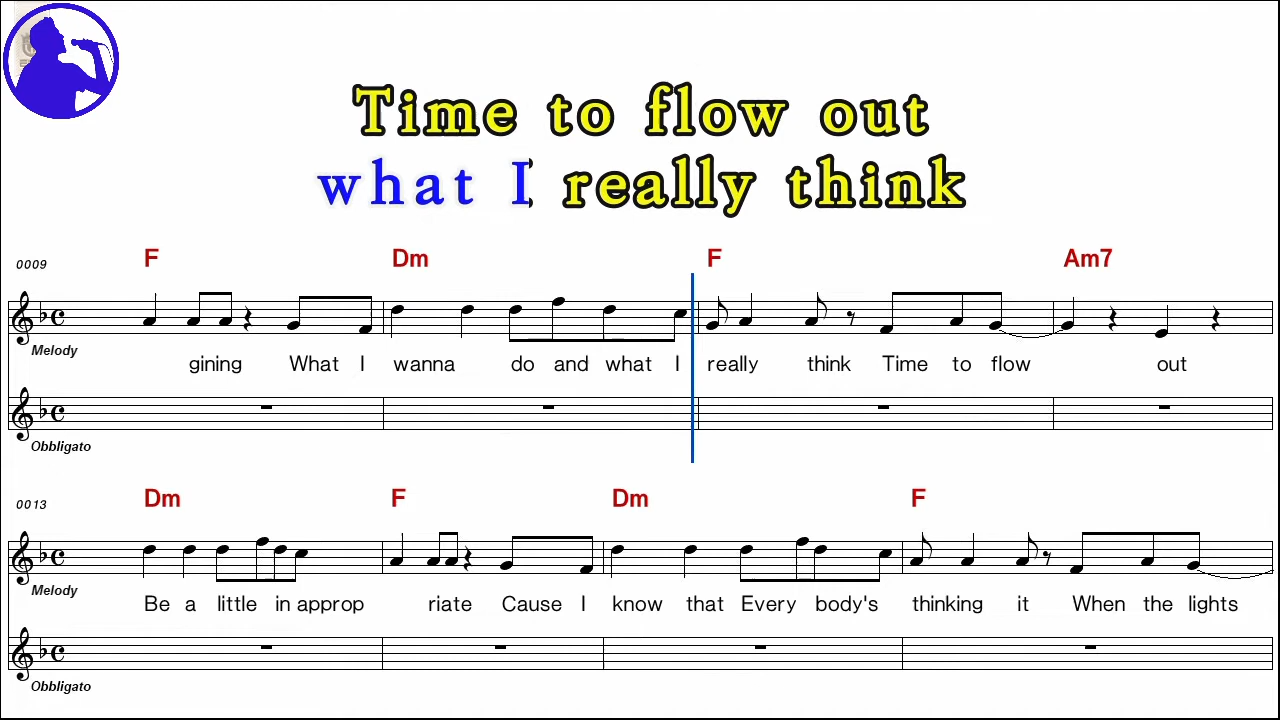 Time to flow out
what I really think
0009 F Dm F Am7
Melody
gining What I wanna do and what I really think Time to flow out
Obbligato
0013 Dm F Dm F
Melody
Be a little in approp riate Cause I know that Every body's thinking it When the lights
Obbligato